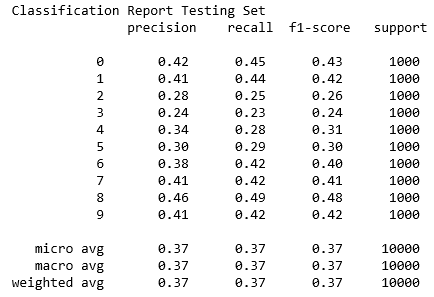 Classification Report Testing Set
precision recall f1-score support
0 0.42 0.45 0.43 1000
1 0.41 0.44 0.42 1000
2 0.28 0.25 0.26 1000
3 0.24 0.23 0.24 1000
4 0.34 0.28 0.31 1000
5 0.30 0.29 0.30 1000
6 0.38 0.42 0.40 1000
7 0.41 0.42 0.41 1000
8 0.46 0.49 0.48 1000
9 0.41 0.42 0.42 1000
micro avg 0.37 0.37 0.37 10000
macro avg 0.37 0.37 0.37 10000
weighted avg 0.37 0.37 0.37 10000